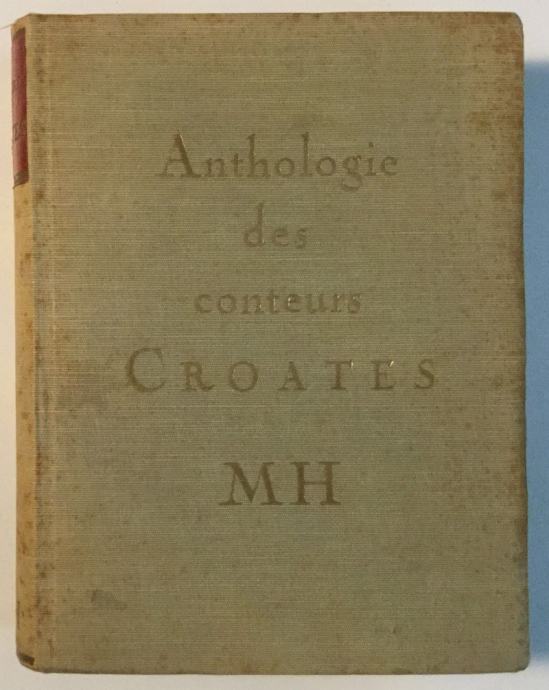 Anthologie
des
conteurs
CROATES
MH